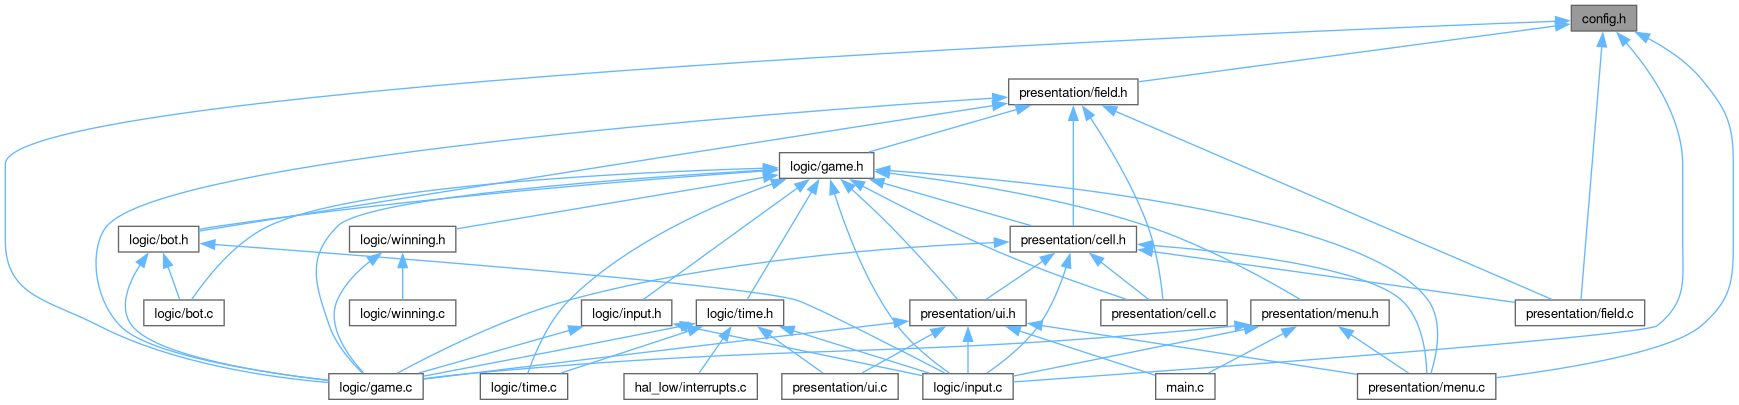 config.h
presentation/field.h
logic/game.h
logic/bot.h
logic/winning.h
presentation/cell.h
logic/bot.c
logic/winning.c
logic/input.h
logic/time.h
presentation/ui.h
presentation/cell.c
presentation/menu.h
presentation/field.c
logic/game.c
logic/time.c
hal_low/interrupts.c
presentation/ui.c
logic/input.c
main.c
presentation/menu.c